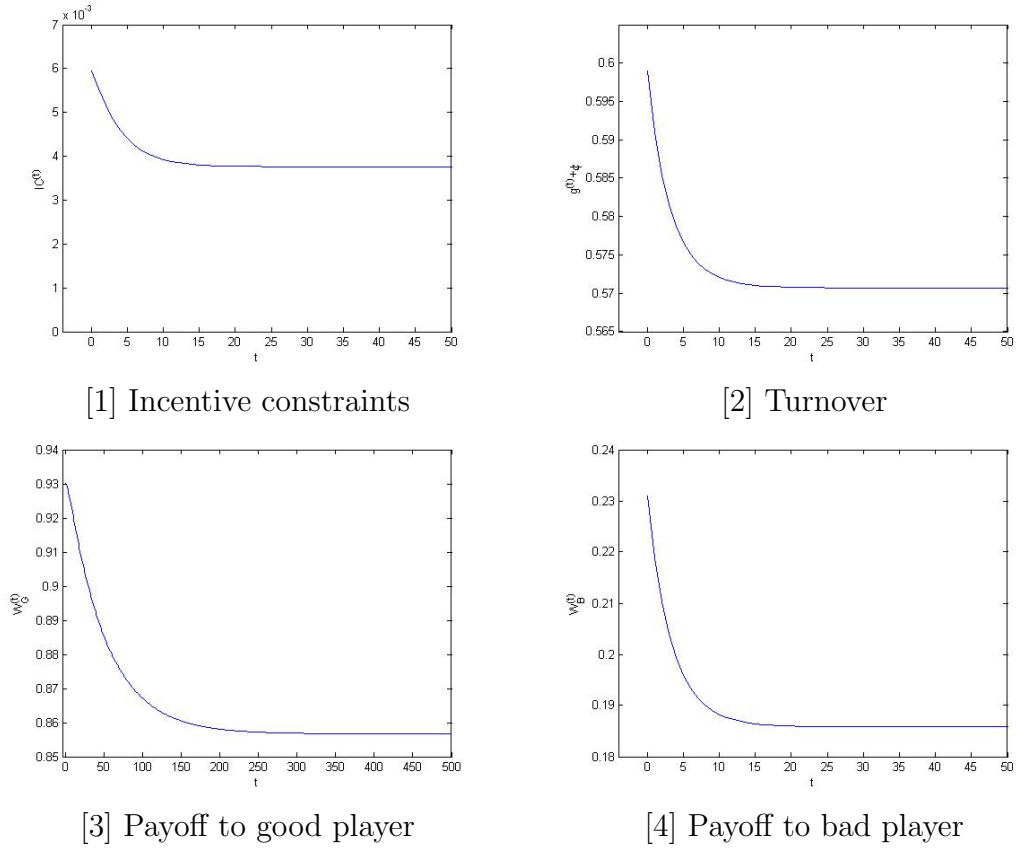 7 x 10⁻³
6
5
4
3
2
1
0
IC(t)
0 5 10 15 20 25 30 35 40 45 50
t
[1] Incentive constraints
0.6
0.595
0.59
0.585
0.58
0.575
0.57
0.565
g(t)+¢
0 5 10 15 20 25 30 35 40 45 50
t
[2] Turnover
0.94
0.93
0.92
0.91
0.9
0.89
0.88
0.87
0.86
0.85
W_G(t)
0 50 100 150 200 250 300 350 400 450 500
t
[3] Payoff to good player
0.24
0.23
0.22
0.21
0.2
0.19
0.18
W_B(t)
0 5 10 15 20 25 30 35 40 45 50
t
[4] Payoff to bad player